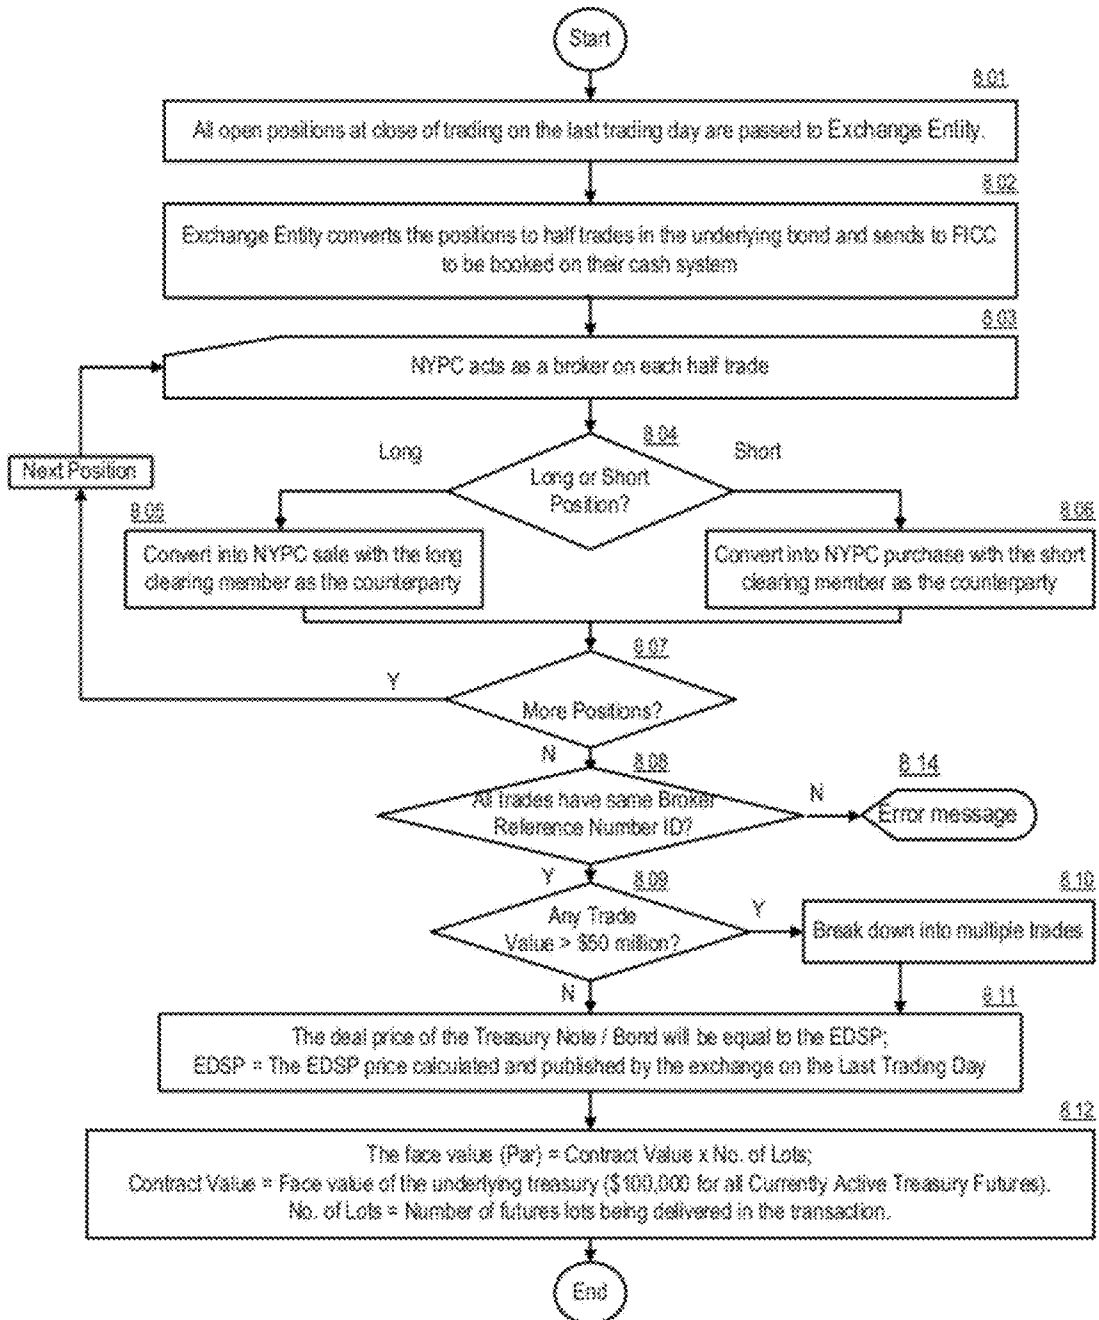 Start
8.01
All open positions at close of trading on the last trading day are passed to Exchange Entity.
8.02
Exchange Entity converts the positions to half trades in the underlying bond and sends to FICC
to be booked on their cash system
8.03
NYPC acts as a broker on each half trade
8.04
Long
Short
Long or Short
Position?
Next Position
8.05
8.06
Convert into NYPC sale with the long
clearing member as the counterparty
Convert into NYPC purchase with the short
clearing member as the counterparty
8.07
Y
More Positions?
N
8.08
8.14
All trades have same Broker
Reference Number ID?
N
Error message
Y
8.09
8.10
Any Trade
Value > $50 million?
Y
Break down into multiple trades
N
8.11
The deal price of the Treasury Note / Bond will be equal to the EDSP;
EDSP = The EDSP price calculated and published by the exchange on the Last Trading Day
8.12
The face value (Par) = Contract Value x No. of Lots;
Contract Value = Face value of the underlying treasury ($100,000 for all Currently Active Treasury Futures).
No. of Lots = Number of futures lots being delivered in the transaction.
End